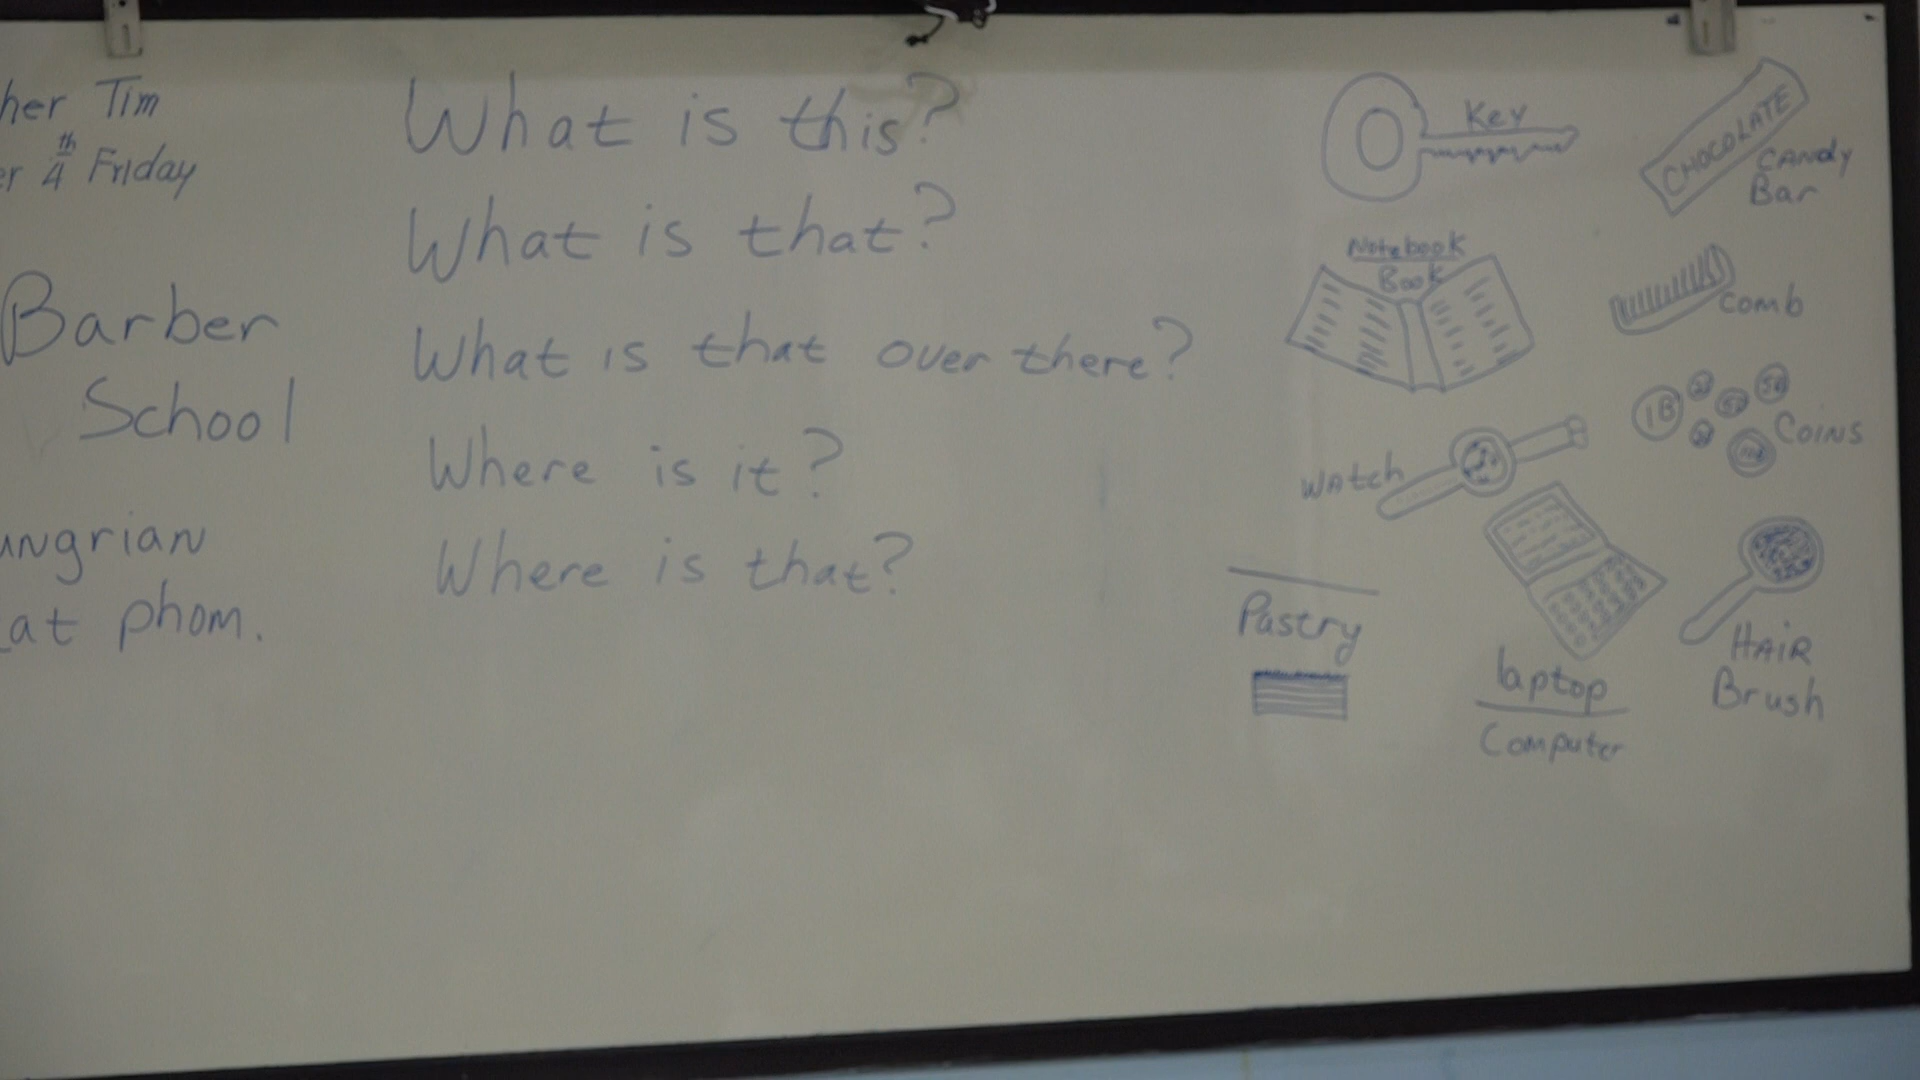 her Tim
er 4th Friday
Barber
School
ungrian
at phom.
What is this?
What is that?
What is that over there?
Where is it?
Where is that?
Key
CHOCOLATE
CANDY
Bar
Notebook
Book
comb
1B
COINS
WATCH
Pastry
laptop
Computer
HAIR
Brush